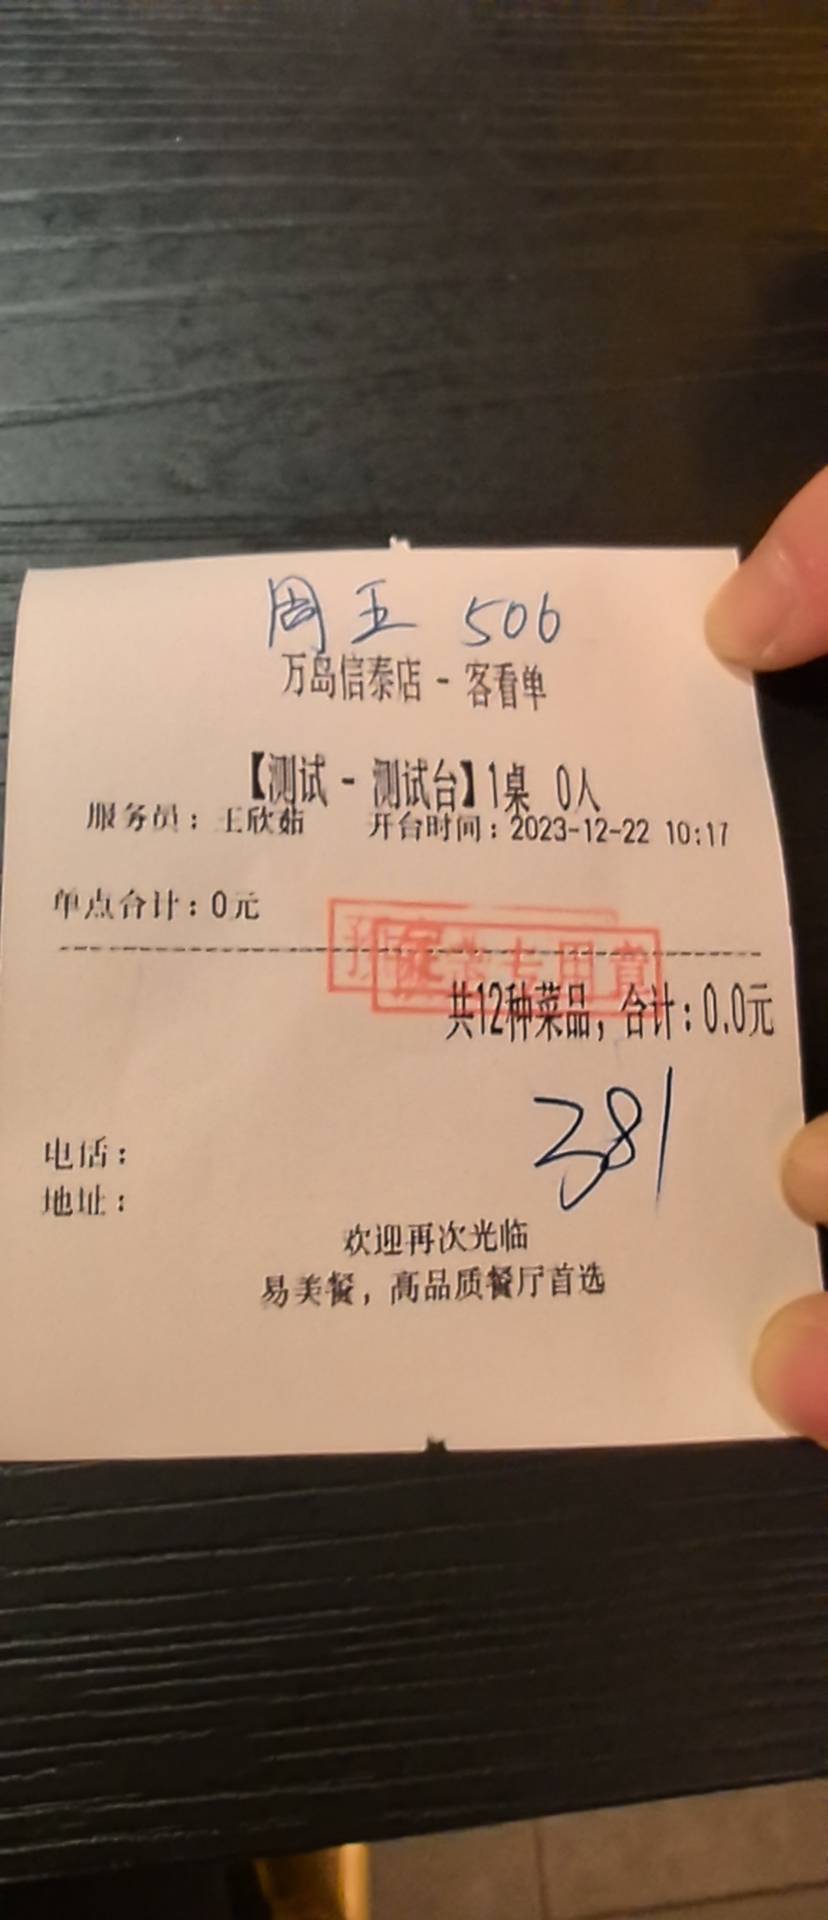 周五 506
万岛信泰店 - 客看单
【测试 - 测试台】1桌 0人
服务员：王欣茹 开台时间：2023-12-22 10:17
单点合计：0元
专用章
共12种菜品，合计：0.0元
381
电话：
地址：
欢迎再次光临
易美餐，高品质餐厅首选